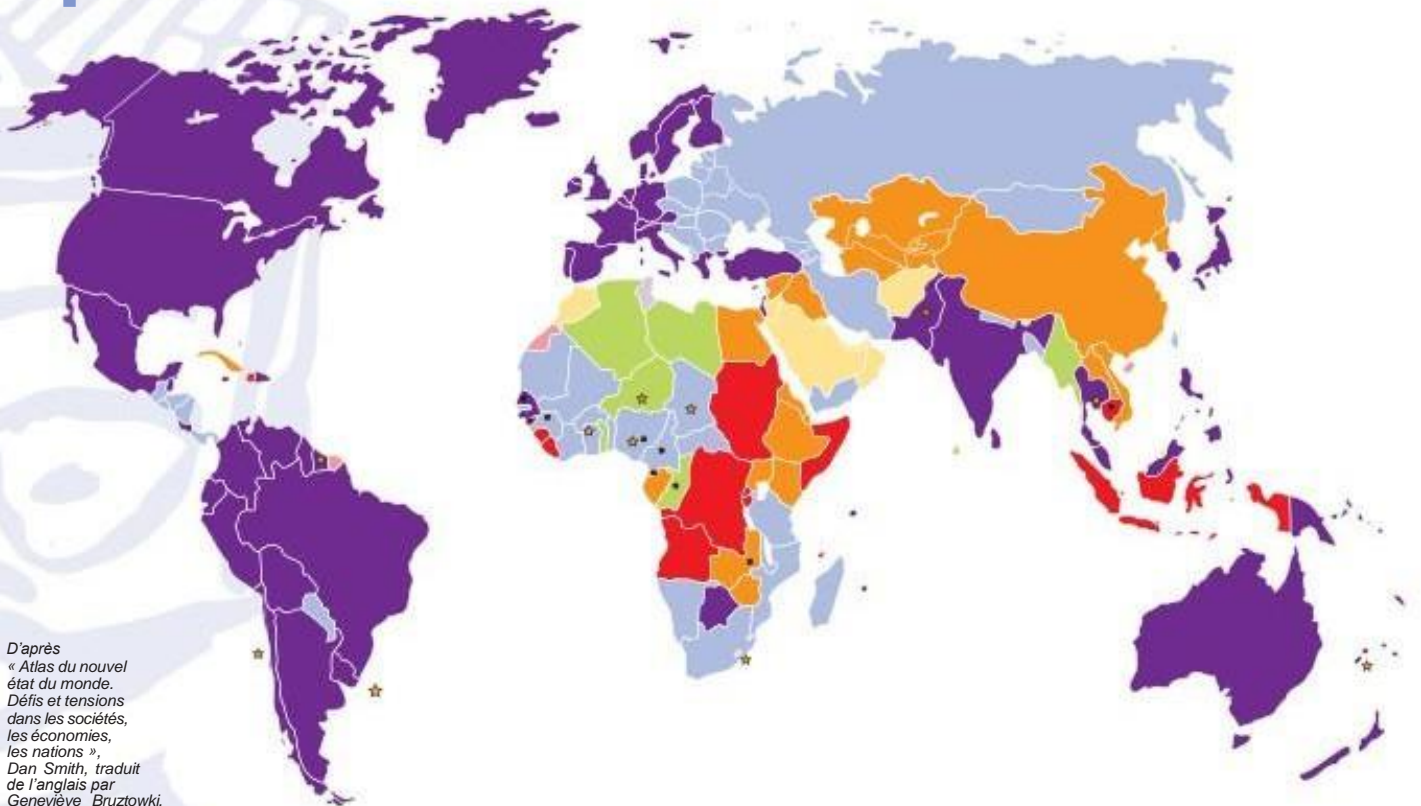 D'après
« Atlas du nouvel
état du monde.
Défis et tensions
dans les sociétés,
les économies,
les nations »,
Dan Smith, traduit
de l'anglais par
Geneviève Bruztowki.